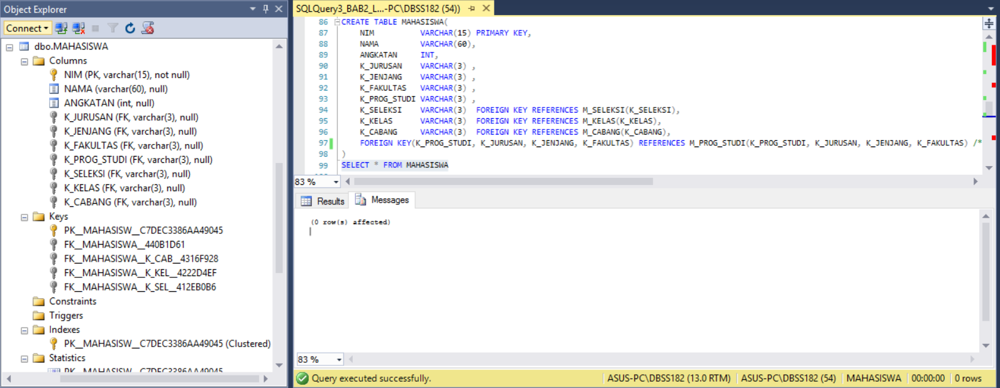 Object Explorer
Connect
dbo.MAHASISWA
Columns
NIM (PK, varchar(15), not null)
NAMA (varchar(60), null)
ANGKATAN (int, null)
K_JURUSAN (FK, varchar(3), null)
K_JENJANG (FK, varchar(3), null)
K_FAKULTAS (FK, varchar(3), null)
K_PROG_STUDI (FK, varchar(3), null)
K_SELEKSI (FK, varchar(3), null)
K_KELAS (FK, varchar(3), null)
K_CABANG (FK, varchar(3), null)
Keys
PK__MAHASISW__C7DEC3386AA49045
FK__MAHASISWA__440B1D61
FK__MAHASISWA__K_CAB__4316F928
FK__MAHASISWA__K_KEL__4222D4EF
FK__MAHASISWA__K_SEL__412EB0B6
Constraints
Triggers
Indexes
PK__MAHASISW__C7DEC3386AA49045 (Clustered)
Statistics
PK__MAHASISW__C7DEC3386AA49045
SQLQuery3_BAB2_L...-PC\DBSS182 (54))
86 CREATE TABLE MAHASISWA(
87 NIM VARCHAR(15) PRIMARY KEY,
88 NAMA VARCHAR(60),
89 ANGKATAN INT,
90 K_JURUSAN VARCHAR(3) ,
91 K_JENJANG VARCHAR(3) ,
92 K_FAKULTAS VARCHAR(3) ,
93 K_PROG_STUDI VARCHAR(3) ,
94 K_SELEKSI VARCHAR(3) FOREIGN KEY REFERENCES M_SELEKSI(K_SELEKSI),
95 K_KELAS VARCHAR(3) FOREIGN KEY REFERENCES M_KELAS(K_KELAS),
96 K_CABANG VARCHAR(3) FOREIGN KEY REFERENCES M_CABANG(K_CABANG),
97 FOREIGN KEY(K_PROG_STUDI, K_JURUSAN, K_JENJANG, K_FAKULTAS) REFERENCES M_PROG_STUDI(K_PROG_STUDI, K_JURUSAN, K_JENJANG, K_FAKULTAS) /*
98 )
99 SELECT * FROM MAHASISWA
83 %
Results Messages
(0 row(s) affected)
83 %
Query executed successfully. ASUS-PC\DBSS182 (13.0 RTM) ASUS-PC\DBSS182 (54) MAHASISWA 00:00:00 0 rows